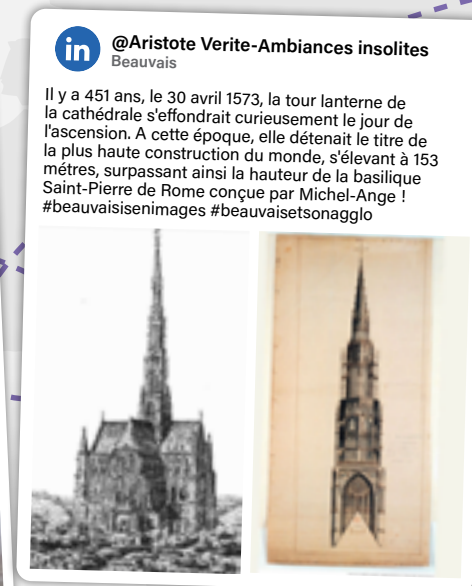 in
@Aristote Verite-Ambiances insolites
Beauvais
Il y a 451 ans, le 30 avril 1573, la tour lanterne de
la cathédrale s'effondrait curieusement le jour de
l'ascension. A cette époque, elle détenait le titre de
la plus haute construction du monde, s'élevant à 153
métres, surpassant ainsi la hauteur de la basilique
Saint-Pierre de Rome conçue par Michel-Ange !
#beauvaisisenimages #beauvaisetsonagglo